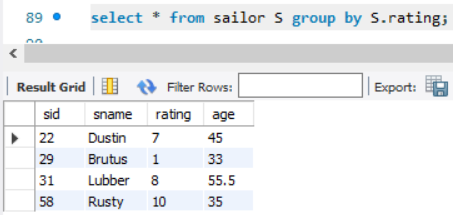 89 select * from sailor S group by S.rating;
Result Grid Filter Rows: Export:
sid sname rating age
22 Dustin 7 45
29 Brutus 1 33
31 Lubber 8 55.5
58 Rusty 10 35